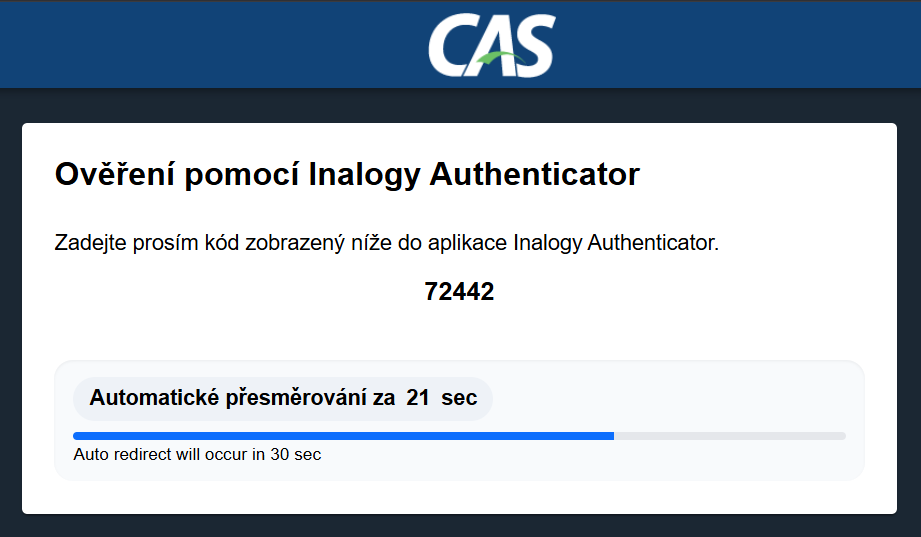 CAS
Ověření pomocí Inalogy Authenticator
Zadejte prosím kód zobrazený níže do aplikace Inalogy Authenticator.
72442
Automatické přesměrování za 21 sec
Auto redirect will occur in 30 sec